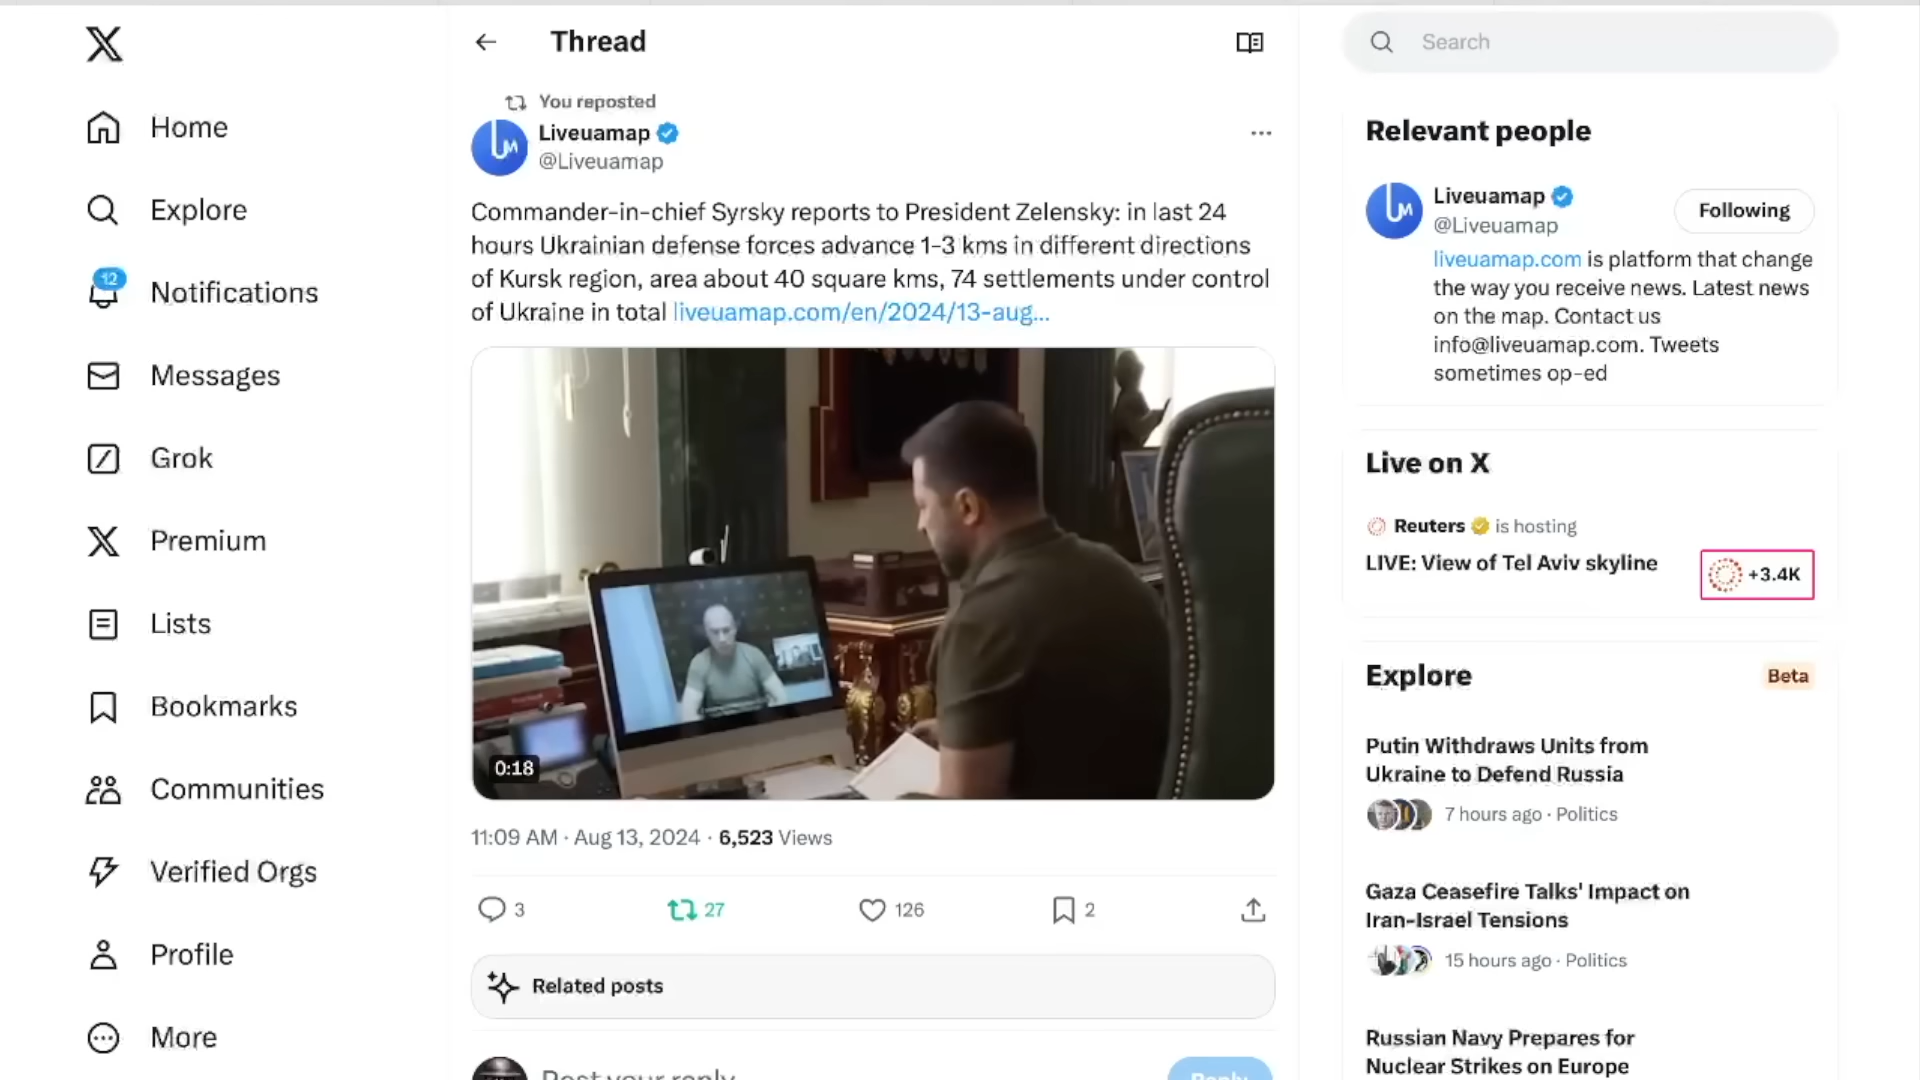 Home
Explore
12
Notifications
Messages
Grok
Premium
Lists
Bookmarks
Communities
Verified Orgs
Profile
More
Thread
You reposted
Liveuamap
@Liveuamap
Commander-in-chief Syrsky reports to President Zelensky: in last 24
hours Ukrainian defense forces advance 1-3 kms in different directions
of Kursk region, area about 40 square kms, 74 settlements under control
of Ukraine in total liveuamap.com/en/2024/13-aug...
0:18
11:09 AM · Aug 13, 2024 · 6,523 Views
3 27 126 2
Related posts
Post your reply
Reply
Search
Relevant people
Liveuamap
@Liveuamap
Following
liveuamap.com is platform that change
the way you receive news. Latest news
on the map. Contact us
info@liveuamap.com. Tweets
sometimes op-ed
Live on X
Reuters is hosting
LIVE: View of Tel Aviv skyline
+3.4K
Explore
Beta
Putin Withdraws Units from
Ukraine to Defend Russia
7 hours ago · Politics
Gaza Ceasefire Talks' Impact on
Iran-Israel Tensions
15 hours ago · Politics
Russian Navy Prepares for
Nuclear Strikes on Europe